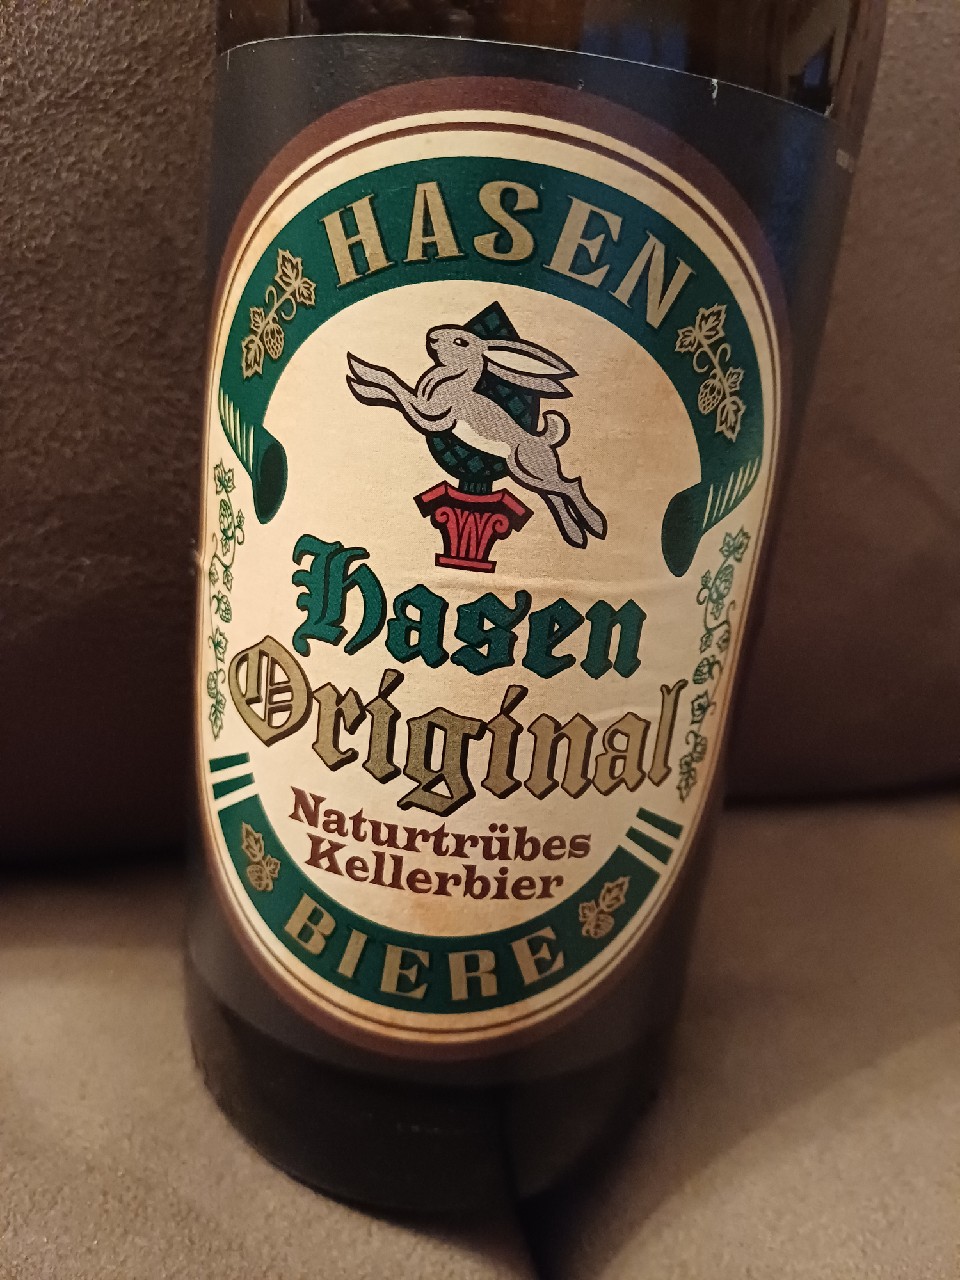 HASEN
Hasen
Original
Naturtrübes
Kellerbier
BIERE